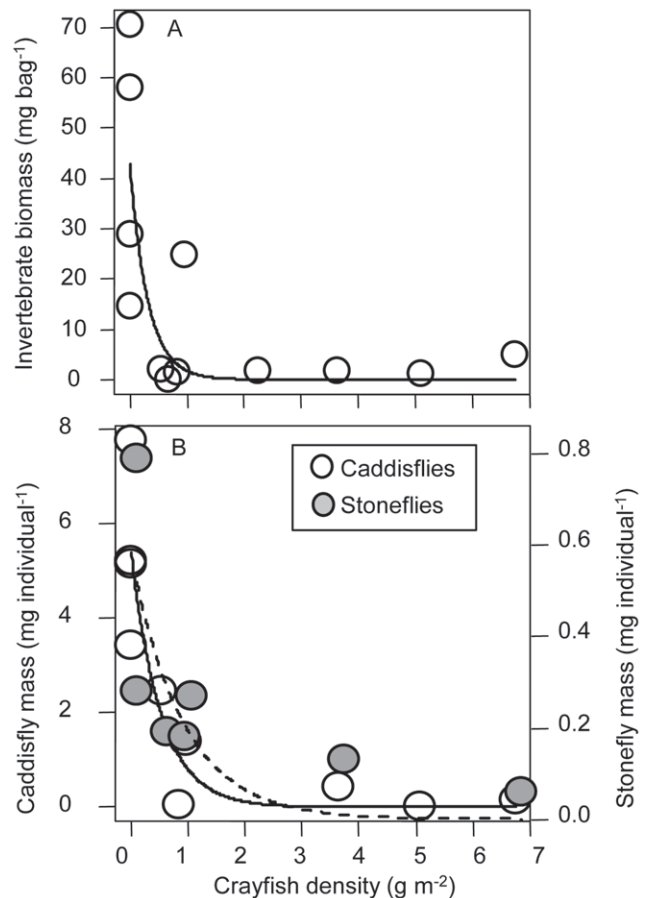 A
Invertebrate biomass (mg bag⁻¹)
70
60
50
40
30
20
10
0
B
Caddisflies
Stoneflies
Caddisfly mass (mg individual⁻¹)
8
6
4
2
0
Stonefly mass (mg individual⁻¹)
0.8
0.6
0.4
0.2
0.0
0 1 2 3 4 5 6 7
Crayfish density (g m⁻²)